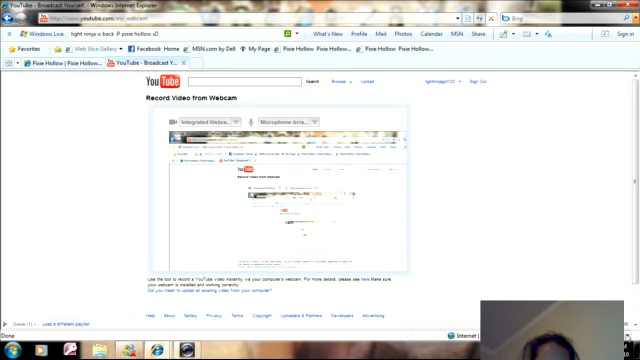 YouTube - Broadcast Yourself. - Windows Internet Explorer
http://www.youtube.com/my_webcam
Bing
Windows Live light ninja is back :P pixie hollow xD What's New Profile Mail Photos Calendar MSN Share Sign in
Favorites Web Slice Gallery Facebook Home MSN.com by Dell My Page Pixie Hollow: Pixie Hollow
Pixie Hollow | Pixie Hollow... YouTube - Broadcast Y...
YouTube Search Browse Upload Sign Out
Record Video from Webcam
Integrated Webca... Microphone Arra...
Use the tool to record a YouTube video instantly via your computer's webcam. For more details, please see here. Make sure
your webcam is installed and working correctly.
Did you mean to upload an existing video from your computer?
Help About Safety Privacy Terms Copyright Uploaders & Partners Developers Advertising
Queue (1) Load a different playlist
Done Internet